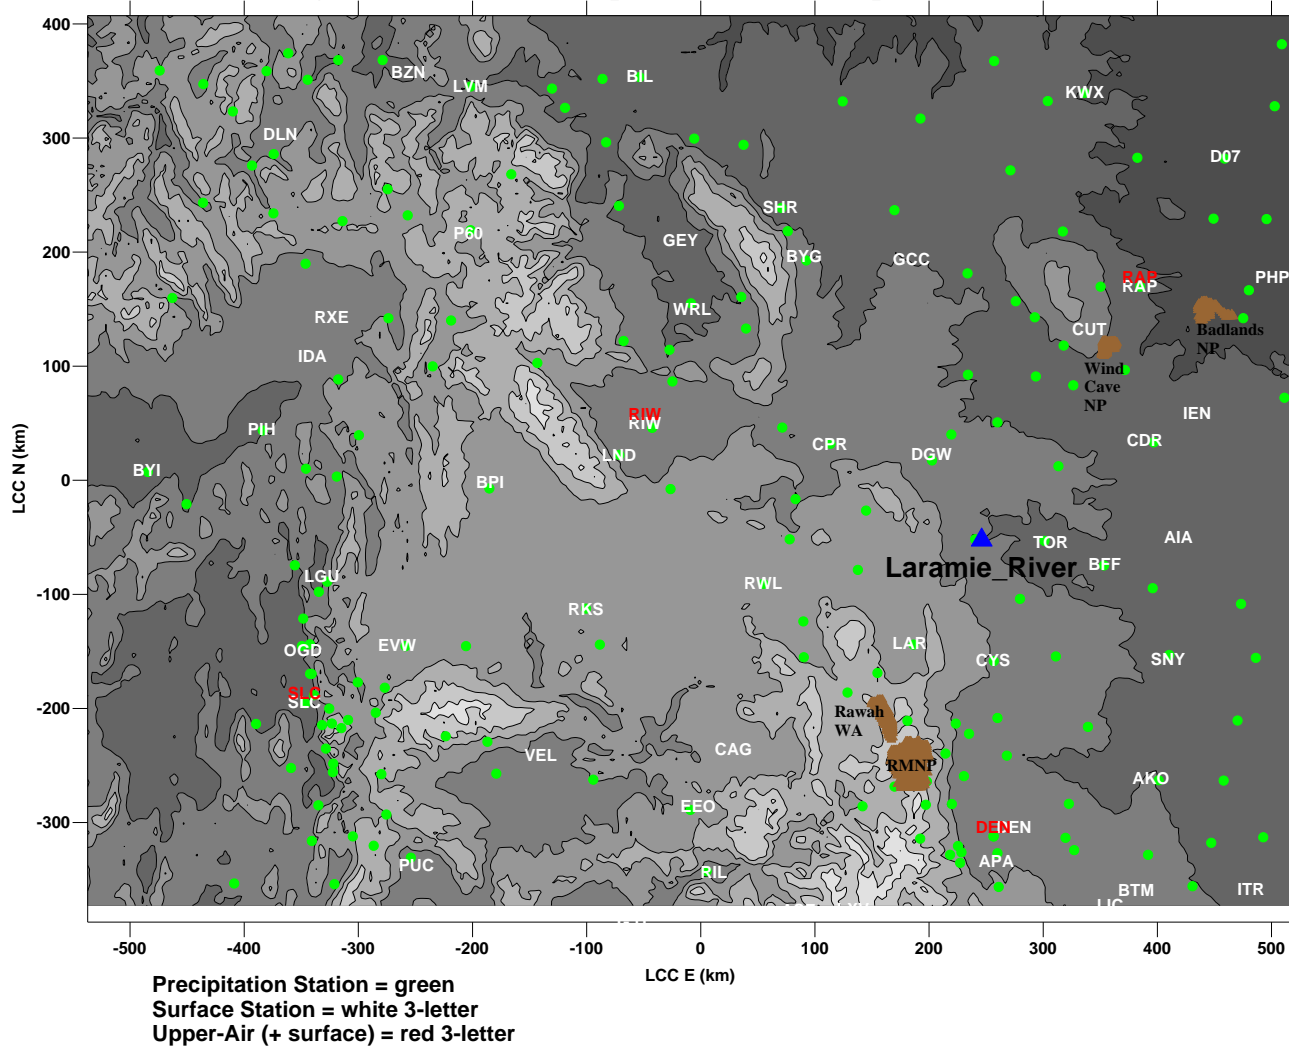 400
BZN
BIL
LVM
KWX
300
DLN
D07
SHR
P60
GEY
200
BYG
GCC
RAP
RAP
PHP
WRL
RXE
CUT
Badlands
NP
IDA
100
Wind
Cave
NP
RIW
RIW
IEN
PIH
CPR
CDR
LND
DGW
BYI
BPI
0
LCC N (km)
AIA
TOR
BFF
Laramie_River
LGU
RWL
-100
RKS
OGD
EVW
LAR
CYS
SNY
SLC
SLC
-200
Rawah
WA
CAG
VEL
RMNP
AKO
EEO
-300
DEN
DEN
PUC
APA
RIL
BTM
ITR
-500
-400
-300
-200
-100
0
100
200
300
400
500
LCC E (km)
Precipitation Station = green
Surface Station = white 3-letter
Upper-Air (+ surface) = red 3-letter